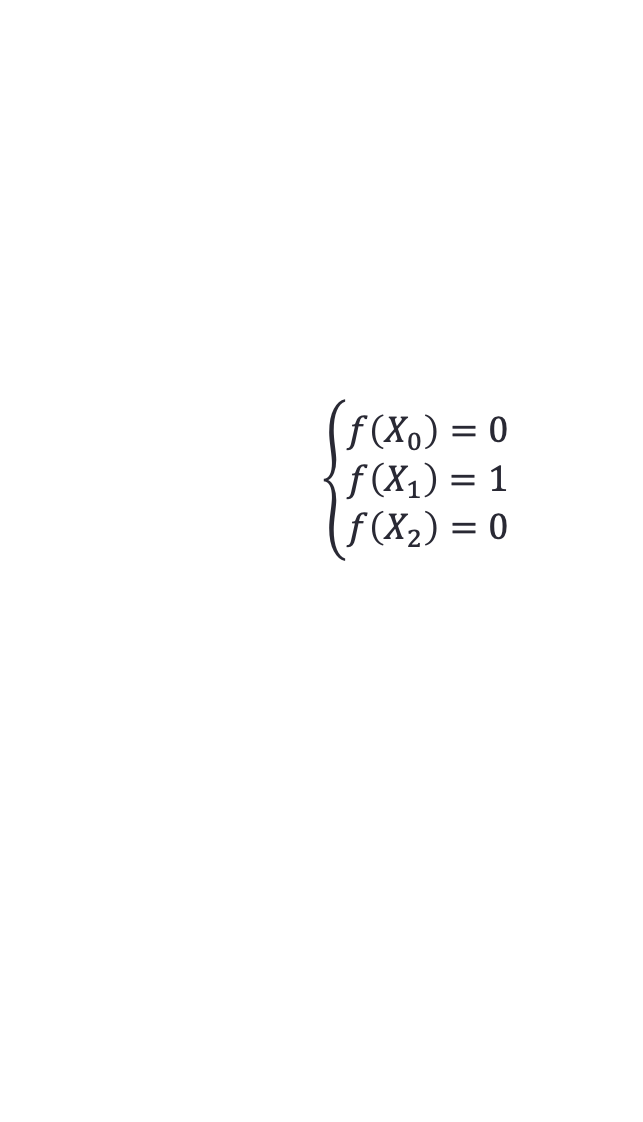 f(X₀) = 0
f(X₁) = 1
f(X₂) = 0